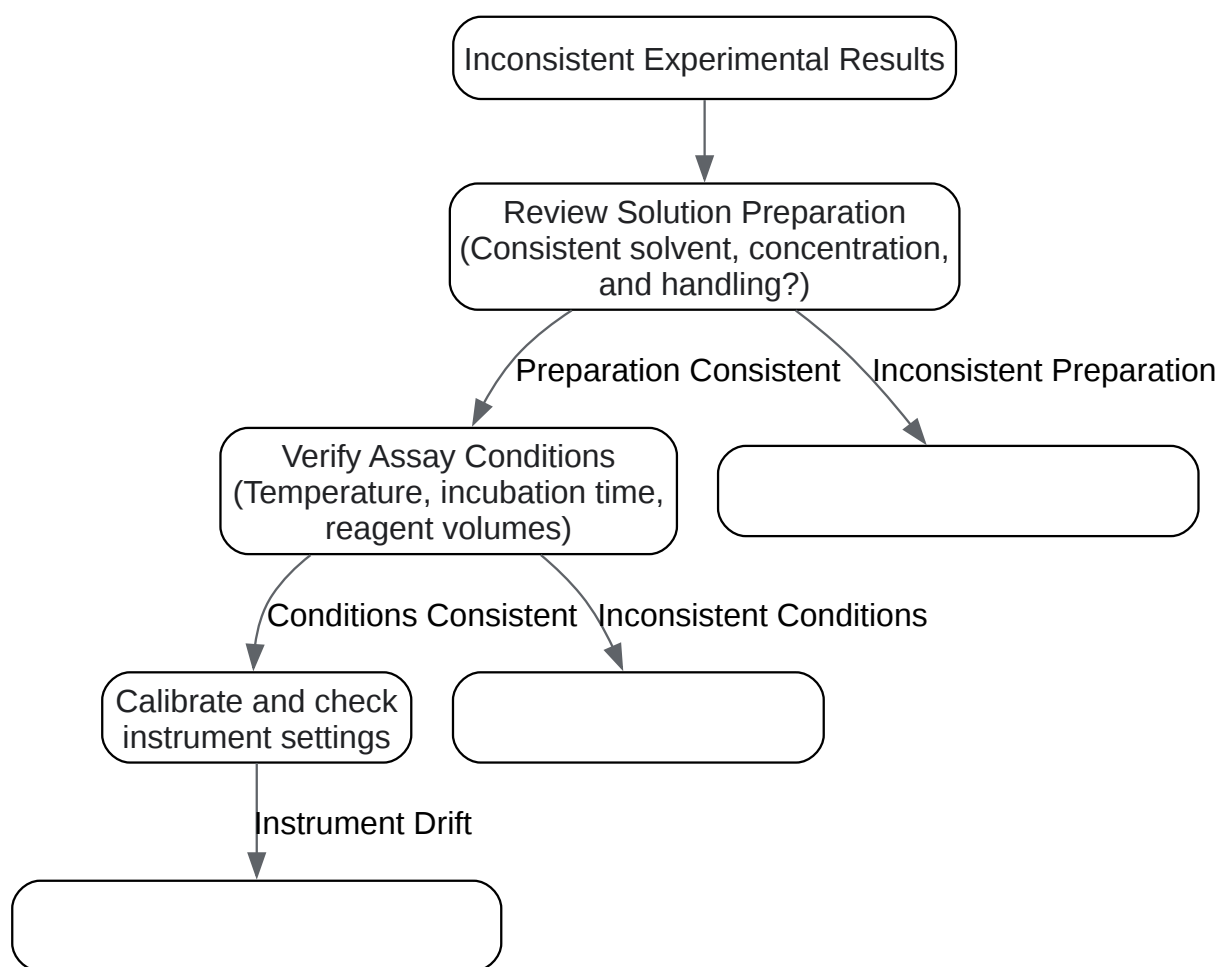 Inconsistent Experimental Results
Review Solution Preparation
(Consistent solvent, concentration,
and handling?)
Preparation Consistent
Inconsistent Preparation
Verify Assay Conditions
(Temperature, incubation time,
reagent volumes)
Conditions Consistent
Inconsistent Conditions
Calibrate and check
instrument settings
Instrument Drift